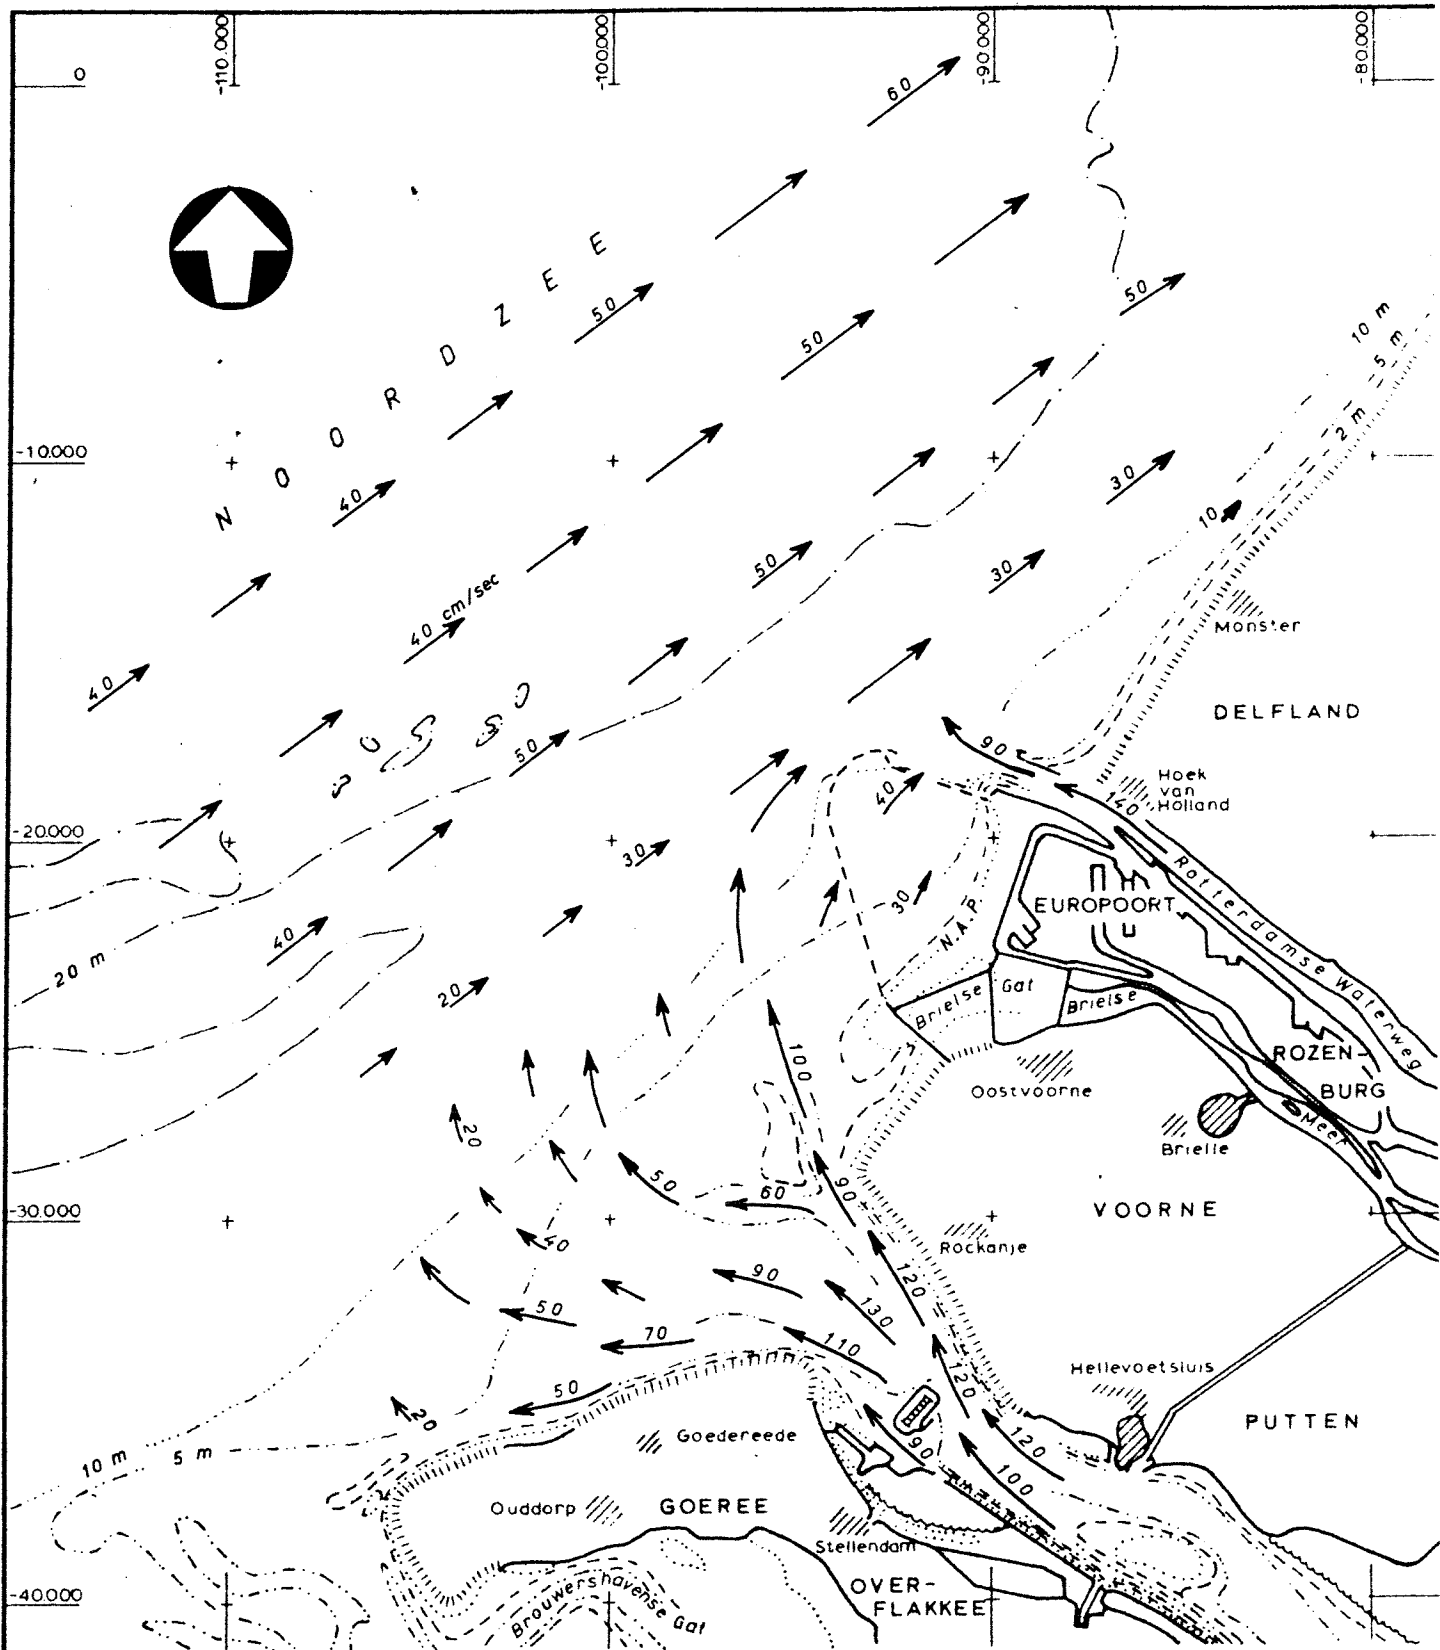 -110.000
-100.000
-90.000
-80.000
0
60
NOORDZEE
50
50
50
10 m
5 m
2 m
-10.000
40
30
10
50
30
40 cm/sec
Monster
40
DELFLAND
50
90
Hoek
van
Holland
140
40
-20.000
30
Rotterdamse Waterweg
EUROPOORT
30
N.A.P.
40
20 m
20
Brielse Gat
Brielse
Meer
100
ROZEN-
BURG
Oostvoorne
20
Brielle
50
60
90
-30.000
VOORNE
40
Rockanje
90
120
50
130
70
110
Hellevoetsluis
50
120
20
PUTTEN
Goedereede
90
120
10 m
5 m
100
Ouddorp
GOEREE
Stellendam
OVER-
FLAKKEE
-40.000
Brouwershavense Gat